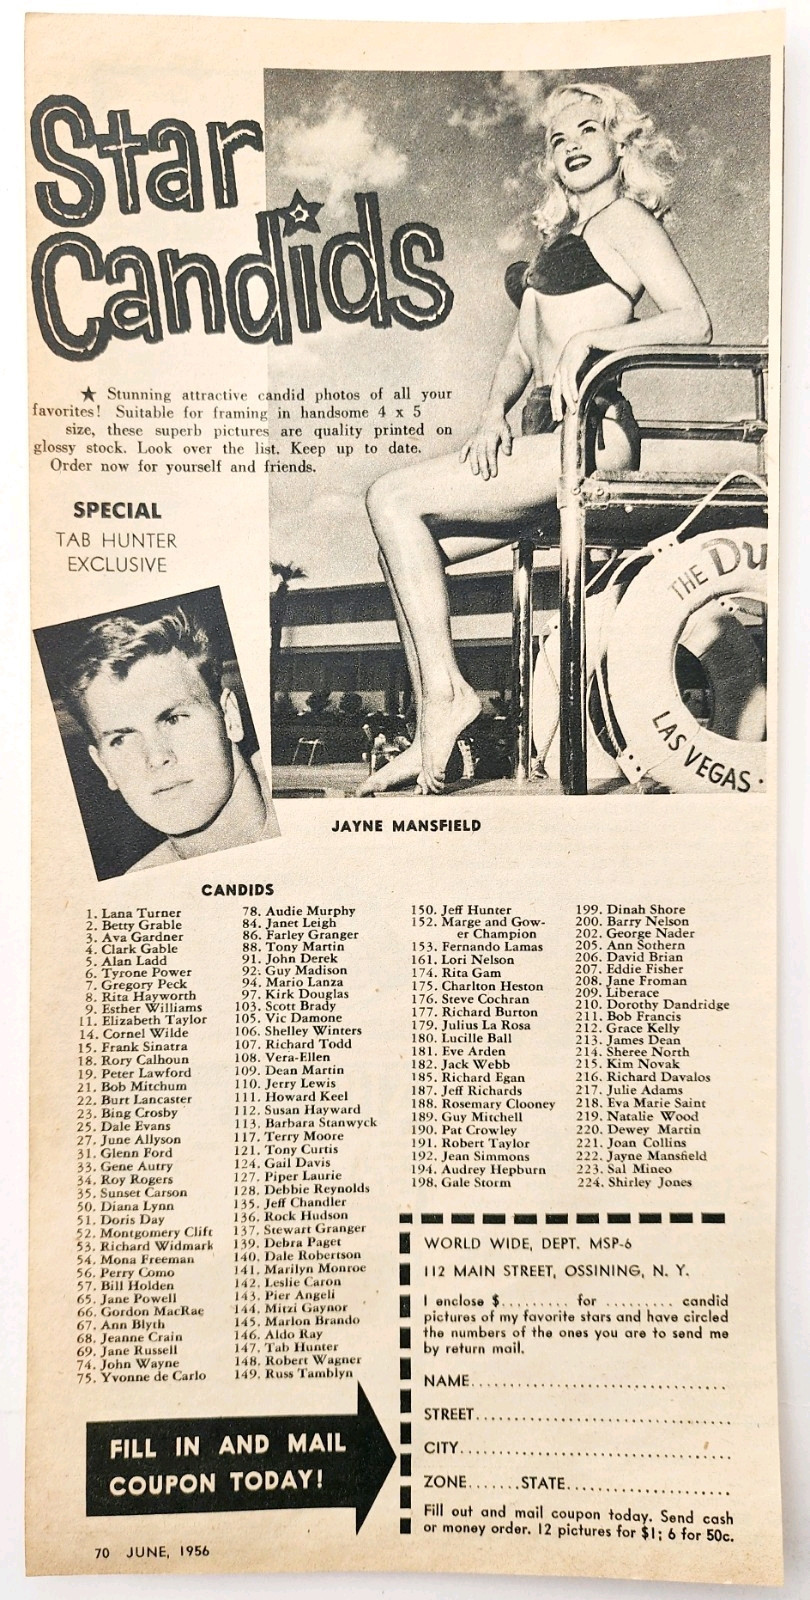 Star
Candids
★ Stunning attractive candid photos of all your
favorites! Suitable for framing in handsome 4 x 5
size, these superb pictures are quality printed on
glossy stock. Look over the list. Keep up to date.
Order now for yourself and friends.
SPECIAL
TAB HUNTER
EXCLUSIVE
THE Du
LAS VEGAS
JAYNE MANSFIELD
CANDIDS
1. Lana Turner
2. Betty Grable
3. Ava Gardner
4. Clark Gable
5. Alan Ladd
6. Tyrone Power
7. Gregory Peck
8. Rita Hayworth
9. Esther Williams
11. Elizabeth Taylor
14. Cornel Wilde
15. Frank Sinatra
18. Rory Calhoun
19. Peter Lawford
21. Bob Mitchum
22. Burt Lancaster
23. Bing Crosby
25. Dale Evans
27. June Allyson
31. Glenn Ford
33. Gene Autry
34. Roy Rogers
35. Sunset Carson
50. Diana Lynn
51. Doris Day
52. Montgomery Clift
53. Richard Widmark
54. Mona Freeman
56. Perry Como
57. Bill Holden
65. Jane Powell
66. Gordon MacRae
67. Ann Blyth
68. Jeanne Crain
69. Jane Russell
74. John Wayne
75. Yvonne de Carlo
78. Audie Murphy
84. Janet Leigh
86. Farley Granger
88. Tony Martin
91. John Derek
92. Guy Madison
94. Mario Lanza
97. Kirk Douglas
103. Scott Brady
105. Vic Damone
106. Shelley Winters
107. Richard Todd
108. Vera-Ellen
109. Dean Martin
110. Jerry Lewis
111. Howard Keel
112. Susan Hayward
113. Barbara Stanwyck
117. Terry Moore
121. Tony Curtis
124. Gail Davis
127. Piper Laurie
128. Debbie Reynolds
135. Jeff Chandler
136. Rock Hudson
137. Stewart Granger
139. Debra Paget
140. Dale Robertson
141. Marilyn Monroe
142. Leslie Caron
143. Pier Angeli
144. Mitzi Gaynor
145. Marlon Brando
146. Aldo Ray
147. Tab Hunter
148. Robert Wagner
149. Russ Tamblyn
150. Jeff Hunter
152. Marge and Gow-
er Champion
153. Fernando Lamas
161. Lori Nelson
174. Rita Gam
175. Charlton Heston
176. Steve Cochran
177. Richard Burton
179. Julius La Rosa
180. Lucille Ball
181. Eve Arden
182. Jack Webb
185. Richard Egan
187. Jeff Richards
188. Rosemary Clooney
189. Guy Mitchell
190. Pat Crowley
191. Robert Taylor
192. Jean Simmons
194. Audrey Hepburn
198. Gale Storm
199. Dinah Shore
200. Barry Nelson
202. George Nader
205. Ann Sothern
206. David Brian
207. Eddie Fisher
208. Jane Froman
209. Liberace
210. Dorothy Dandridge
211. Bob Francis
212. Grace Kelly
213. James Dean
214. Sheree North
215. Kim Novak
216. Richard Davalos
217. Julie Adams
218. Eva Marie Saint
219. Natalie Wood
220. Dewey Martin
221. Joan Collins
222. Jayne Mansfield
223. Sal Mineo
224. Shirley Jones
WORLD WIDE, DEPT. MSP-6
112 MAIN STREET, OSSINING, N. Y.
I enclose $......... for ......... candid
pictures of my favorite stars and have circled
the numbers of the ones you are to send me
by return mail.
NAME.................................
STREET.................................
CITY...................................
ZONE.......STATE.....................
Fill out and mail coupon today. Send cash
or money order. 12 pictures for $1; 6 for 50c.
FILL IN AND MAIL
COUPON TODAY!
70 JUNE, 1956